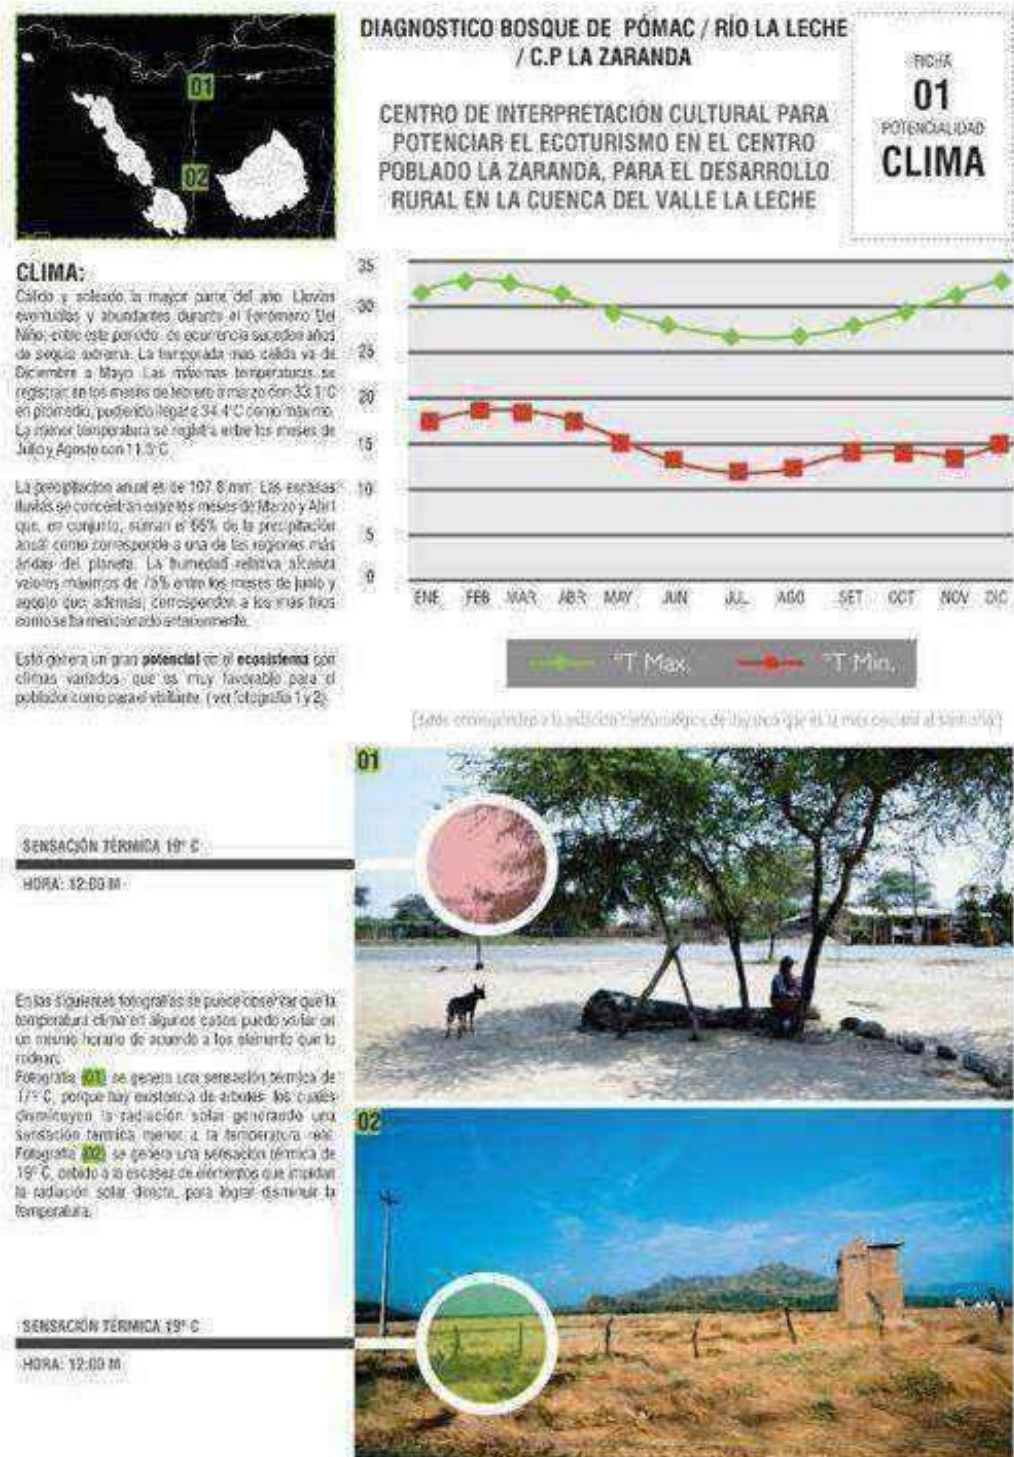 01
02
DIAGNOSTICO BOSQUE DE PÓMAC / RÍO LA LECHE
/ C.P LA ZARANDA
CENTRO DE INTERPRETACIÓN CULTURAL PARA
POTENCIAR EL ECOTURISMO EN EL CENTRO
POBLADO LA ZARANDA, PARA EL DESARROLLO
RURAL EN LA CUENCA DEL VALLE LA LECHE
FICHA
01
POTENCIALIDAD
CLIMA
CLIMA:
Cálido y soleado la mayor parte del año. Lluvias
eventuales y abundantes durante el Fenómeno Del
Niño, entre este periodo de ocurrencia suceden años
de sequía extrema. La temporada mas cálida va de
Diciembre a Mayo. Las máximas temperaturas se
registran en los meses de febrero a marzo con 33.1°C
en promedio, pudiendo llegar a 34.4°C como máximo.
La menor temperatura se registra entre los meses de
Julio y Agosto con 11.5°C
La precipitación anual es de 107.8 mm. Las escasas
lluvias se concentran entre los meses de Marzo y Abril
que, en conjunto, suman el 66% de la precipitación
anual como corresponde a una de las regiones más
áridas del planeta. La humedad relativa alcanza
valores máximos de 75% entre los meses de junio y
agosto que, además, corresponden a los mas fríos
como se ha mencionado anteriormente.
Esto genera un gran potencial en el ecosistema con
climas variados, que es muy favorable para el
poblador como para el visitante. ( ver fotografía 1 y 2)
35
30
25
20
15
10
5
0
ENE FEB MAR ABR MAY JUN JUL AGO SET OCT NOV DIC
°T Max. °T Min.
01
SENSACIÓN TÉRMICA 19° C
HORA: 12:00 M
En las siguientes fotografías se puede observar que la
temperatura clima en algunos casos puede variar en
un mismo horario de acuerdo a los elemento que lo
rodean.
Fotografía (01) se genera una sensación térmica de
17° C, porque hay existencia de arboles los cuales
disminuyen la radiación solar generando una
sensación térmica menor a la temperatura real.
Fotografía (02) se genera una sensación térmica de
19° C, debido a la escasez de elementos que impidan
la radiación solar directa, para lograr disminuir la
temperatura.
02
SENSACIÓN TÉRMICA 19° C
HORA: 12:00 M